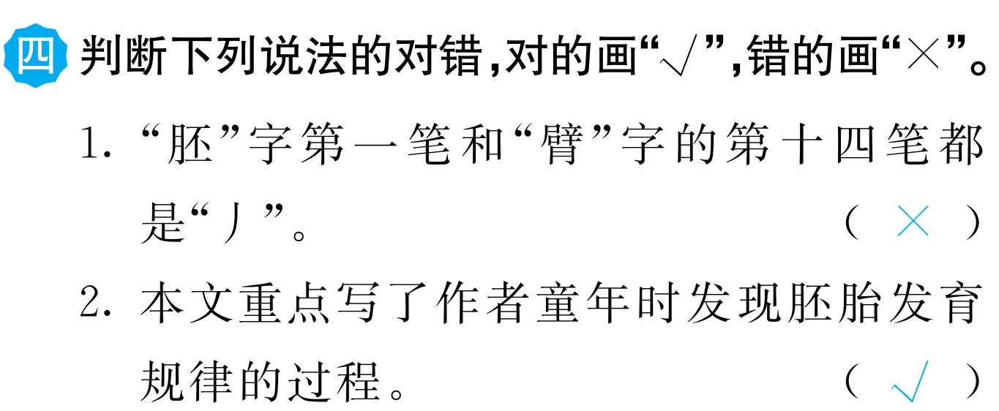 四 判断下列说法的对错,对的画“√”,错的画“×”。
1. “胚”字第一笔和“臂”字的第十四笔都
是“丿”。 ( × )
2. 本文重点写了作者童年时发现胚胎发育
规律的过程。 ( √ )